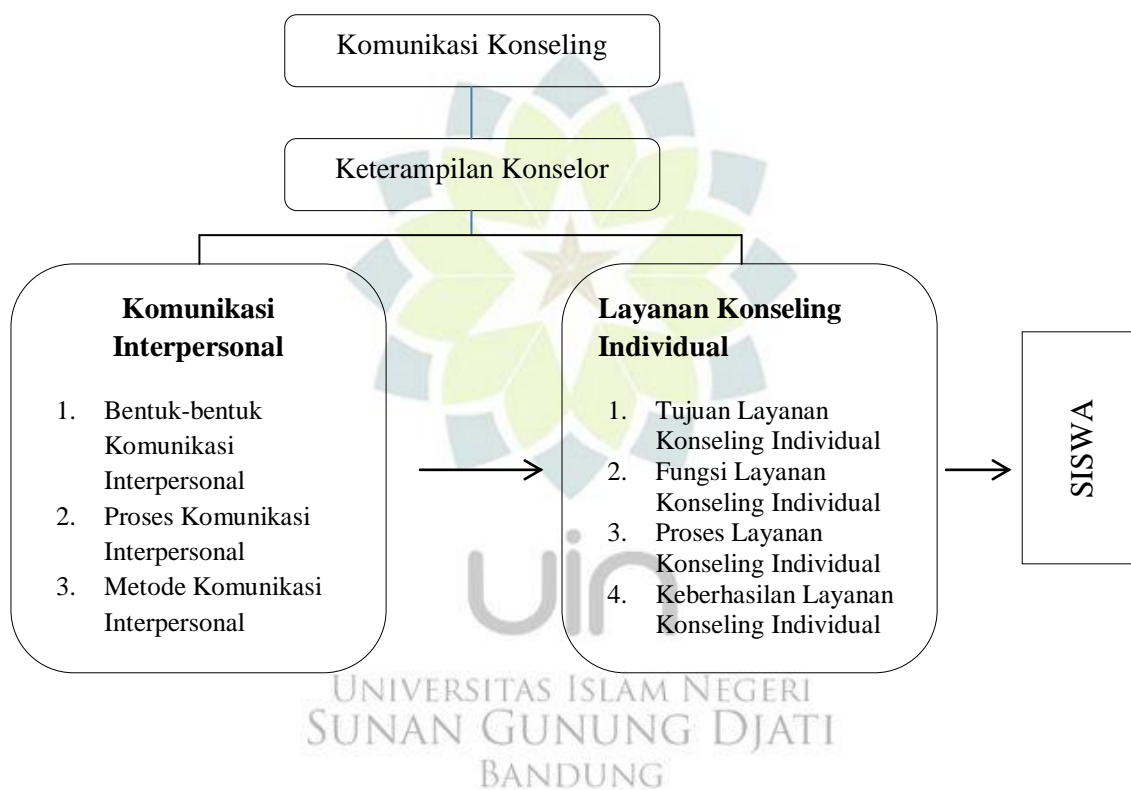 Komunikasi Konseling
Keterampilan Konselor
Komunikasi
Interpersonal
1. Bentuk-bentuk
Komunikasi
Interpersonal
2. Proses Komunikasi
Interpersonal
3. Metode Komunikasi
Interpersonal
Layanan Konseling
Individual
1. Tujuan Layanan
Konseling Individual
2. Fungsi Layanan
Konseling Individual
3. Proses Layanan
Konseling Individual
4. Keberhasilan Layanan
Konseling Individual
SISWA
uin
UNIVERSITAS ISLAM NEGERI
SUNAN GUNUNG DJATI
BANDUNG